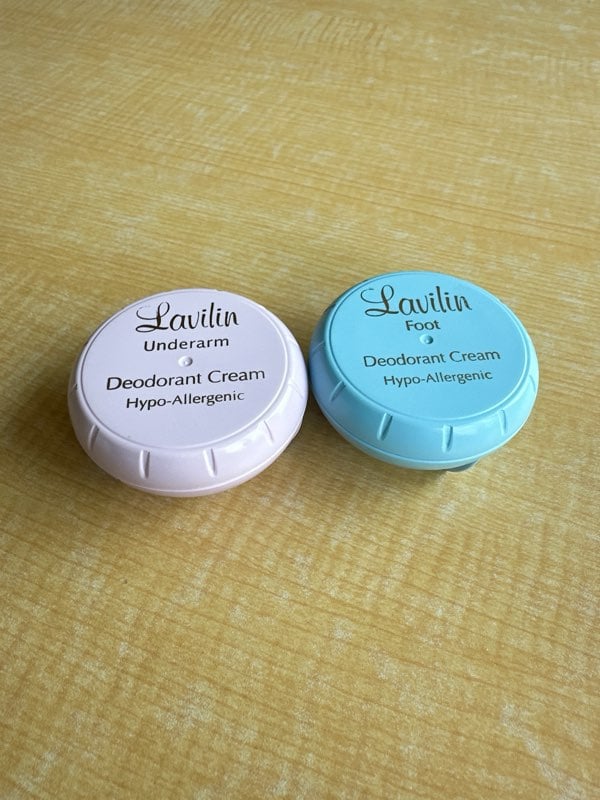 Lavilin
Underarm
Deodorant Cream
Hypo-Allergenic
Lavilin
Foot
Deodorant Cream
Hypo-Allergenic